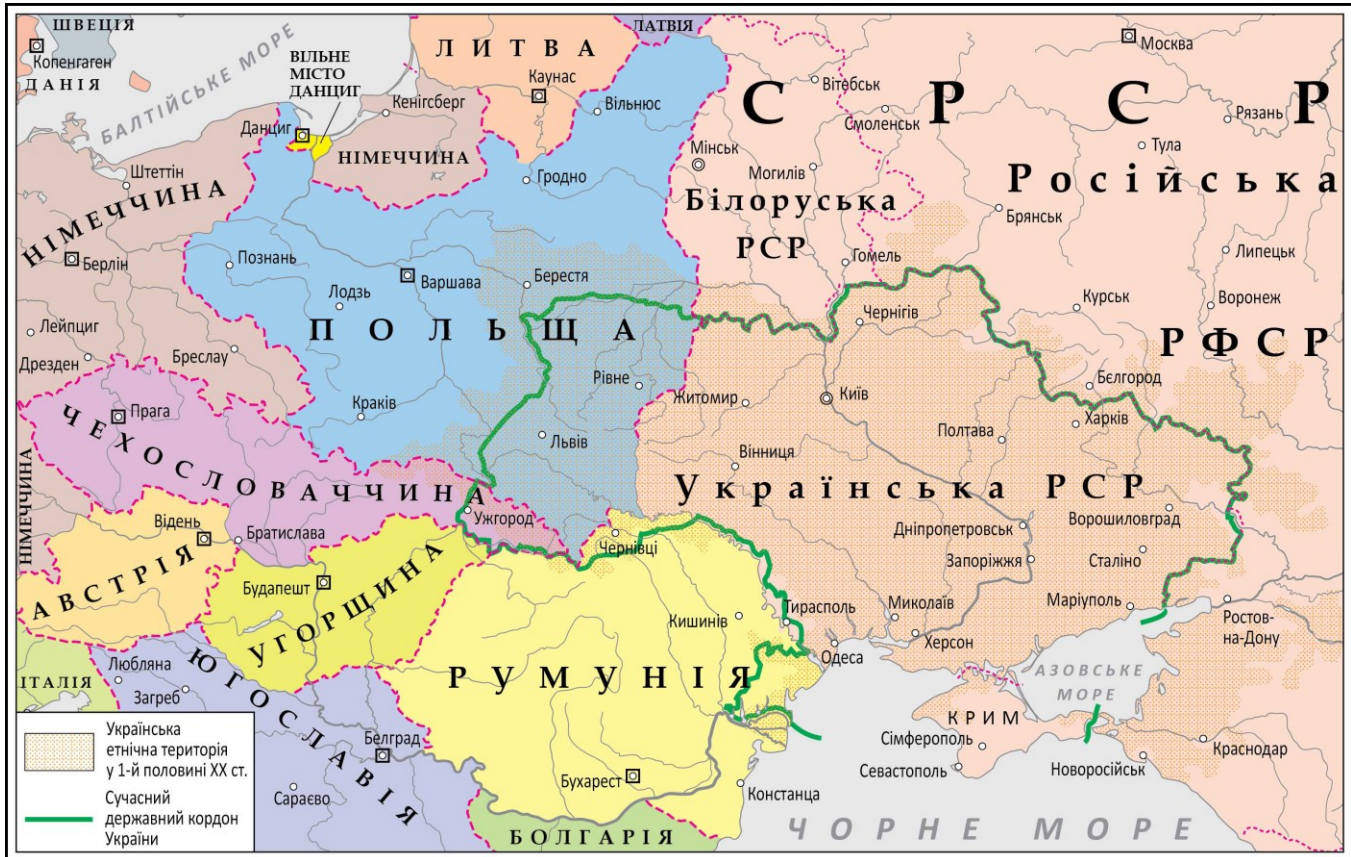 ШВЕЦІЯ
Копенгаген
ДАНІЯ
БАЛТІЙСЬКЕ МОРЕ
ВІЛЬНЕ
МІСТО
ДАНЦИГ
Данциг
ЛИТВА
Каунас
ЛАТВІЯ
Вільнюс
Кенігсберг
НІМЕЧЧИНА
Гродно
Штеттін
НІМЕЧЧИНА
Берлін
Лейпциг
Дрезден
Бреслау
Познань
Лодзь
Варшава
Берестя
ПОЛЬЩА
Краків
Рівне
Львів
СРСР
Москва
Вітебськ
Смоленськ
Рязань
Тула
Мінськ
Могилів
Білоруська
РСР
Гомель
Брянськ
Російська
РФСР
Липецьк
Воронеж
Курськ
Бєлгород
Чернігів
Житомир
Київ
Харків
Полтава
Вінниця
Українська РСР
Дніпропетровськ
Ворошиловград
Запоріжжя
Сталіно
Маріуполь
Миколаїв
Херсон
Одеса
Ростов-
на-Дону
АЗОВСЬКЕ
МОРЕ
КРИМ
Сімферополь
Севастополь
Новоросійськ
Краснодар
ЧОРНЕ МОРЕ
Прага
ЧЕХОСЛОВАЧЧИНА
Ужгород
Братислава
НІМЕЧЧИНА
Відень
АВСТРІЯ
Будапешт
УГОРЩИНА
Чернівці
Кишинів
Тирасполь
РУМУНІЯ
Бухарест
Констанца
БОЛГАРІЯ
ІТАЛІЯ
Любляна
Загреб
ЮГОСЛАВІЯ
Белград
Сараєво
Українська
етнічна територія
у 1-й половині XX ст.
Сучасний
державний кордон
України